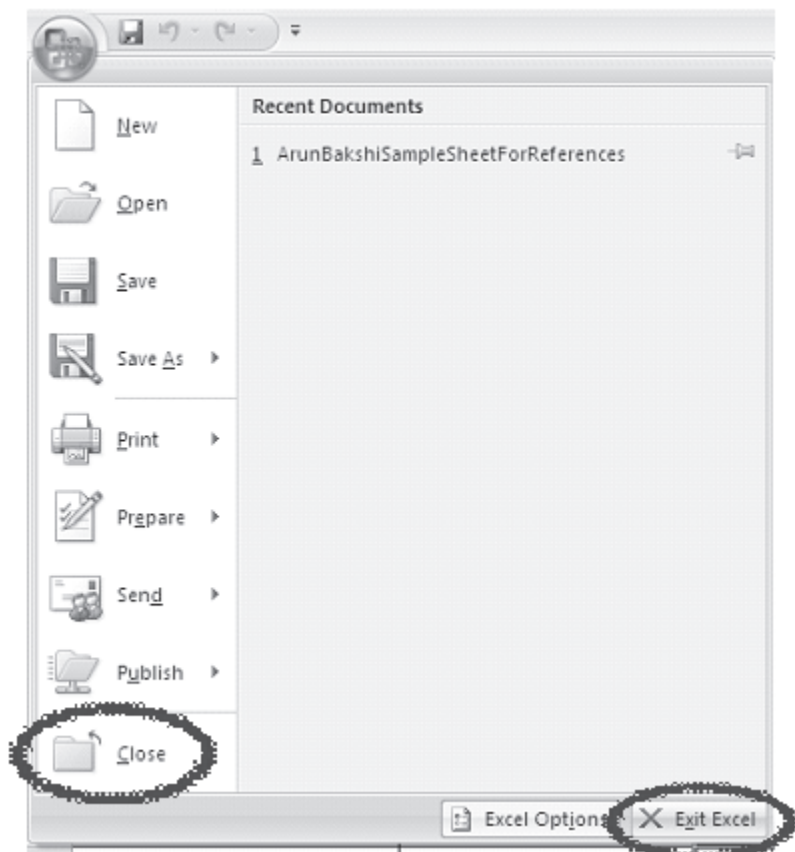 New
Open
Save
Save As
Print
Prepare
Send
Publish
Close
Recent Documents
1 ArunBakshiSampleSheetForReferences
Excel Options
Exit Excel